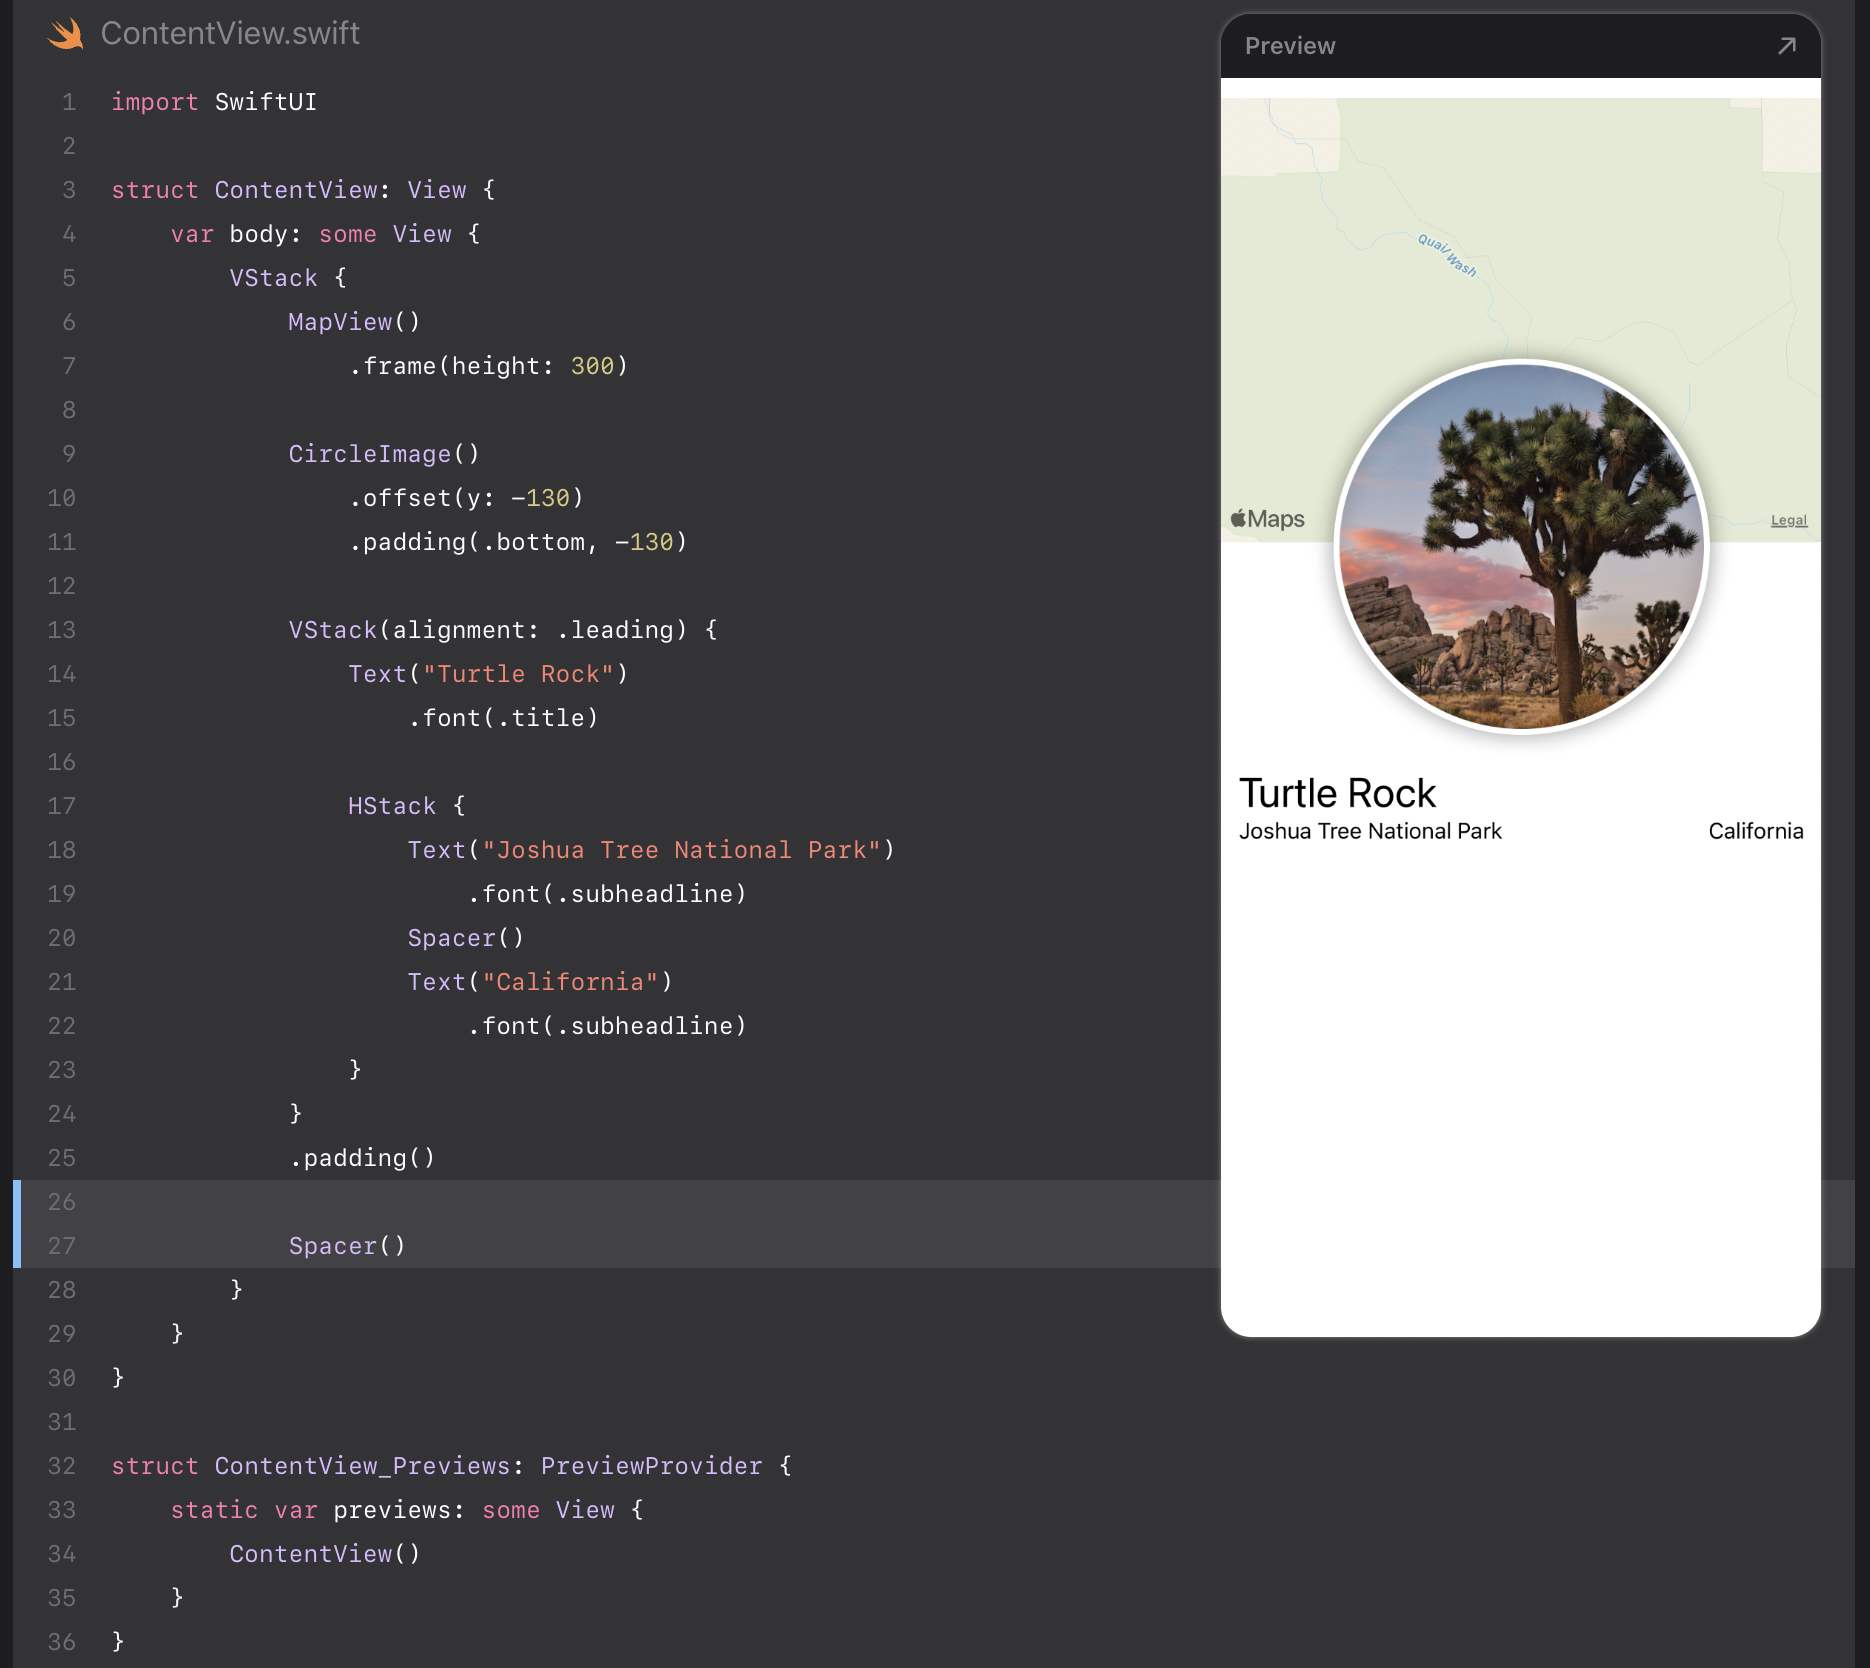 ContentView.swift
1 import SwiftUI
2
3 struct ContentView: View {
4     var body: some View {
5         VStack {
6             MapView()
7                 .frame(height: 300)
8
9             CircleImage()
10                 .offset(y: -130)
11                 .padding(.bottom, -130)
12
13             VStack(alignment: .leading) {
14                 Text("Turtle Rock")
15                     .font(.title)
16
17                 HStack {
18                     Text("Joshua Tree National Park")
19                         .font(.subheadline)
20                     Spacer()
21                     Text("California")
22                         .font(.subheadline)
23                 }
24             }
25             .padding()
26
27             Spacer()
28         }
29     }
30 }
31
32 struct ContentView_Previews: PreviewProvider {
33     static var previews: some View {
34         ContentView()
35     }
36 }
Preview
Quail Wash
Maps
Legal
Turtle Rock
Joshua Tree National Park
California